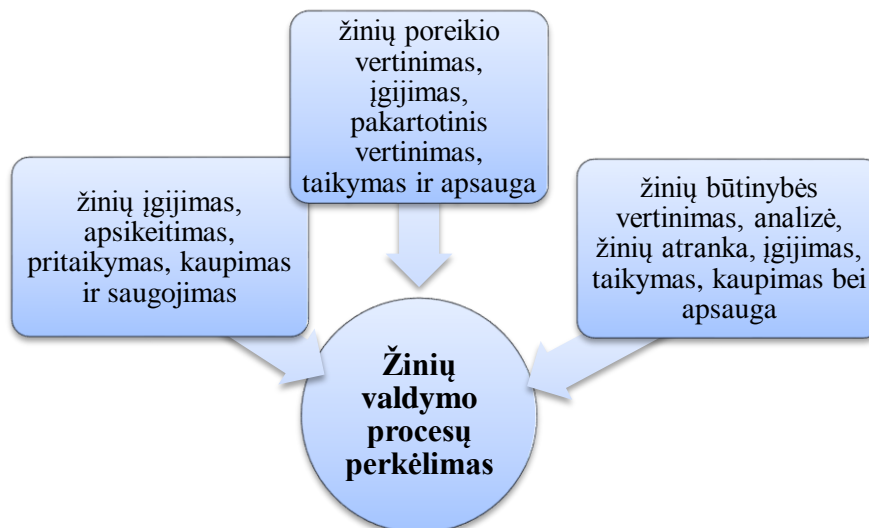 žinių poreikio
vertinimas,
įgijimas,
pakartotinis
vertinimas,
taikymas ir apsauga
žinių įgijimas,
apsikeitimas,
pritaikymas, kaupimas
ir saugojimas
žinių būtinybės
vertinimas, analizė,
žinių atranka, įgijimas,
taikymas, kaupimas bei
apsauga
Žinių
valdymo
procesų
perkėlimas